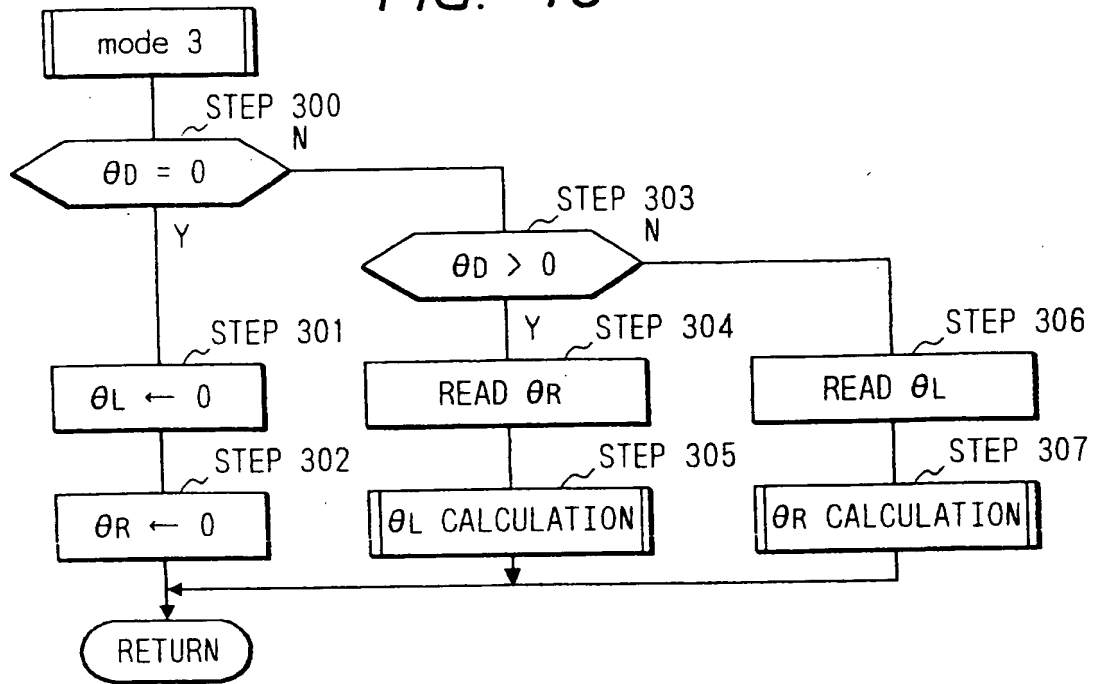 mode 3
STEP 300
N
θD = 0
Y
STEP 303
N
θD > 0
Y
STEP 301
θL ← 0
STEP 302
θR ← 0
STEP 304
READ θR
STEP 305
θL CALCULATION
STEP 306
READ θL
STEP 307
θR CALCULATION
RETURN